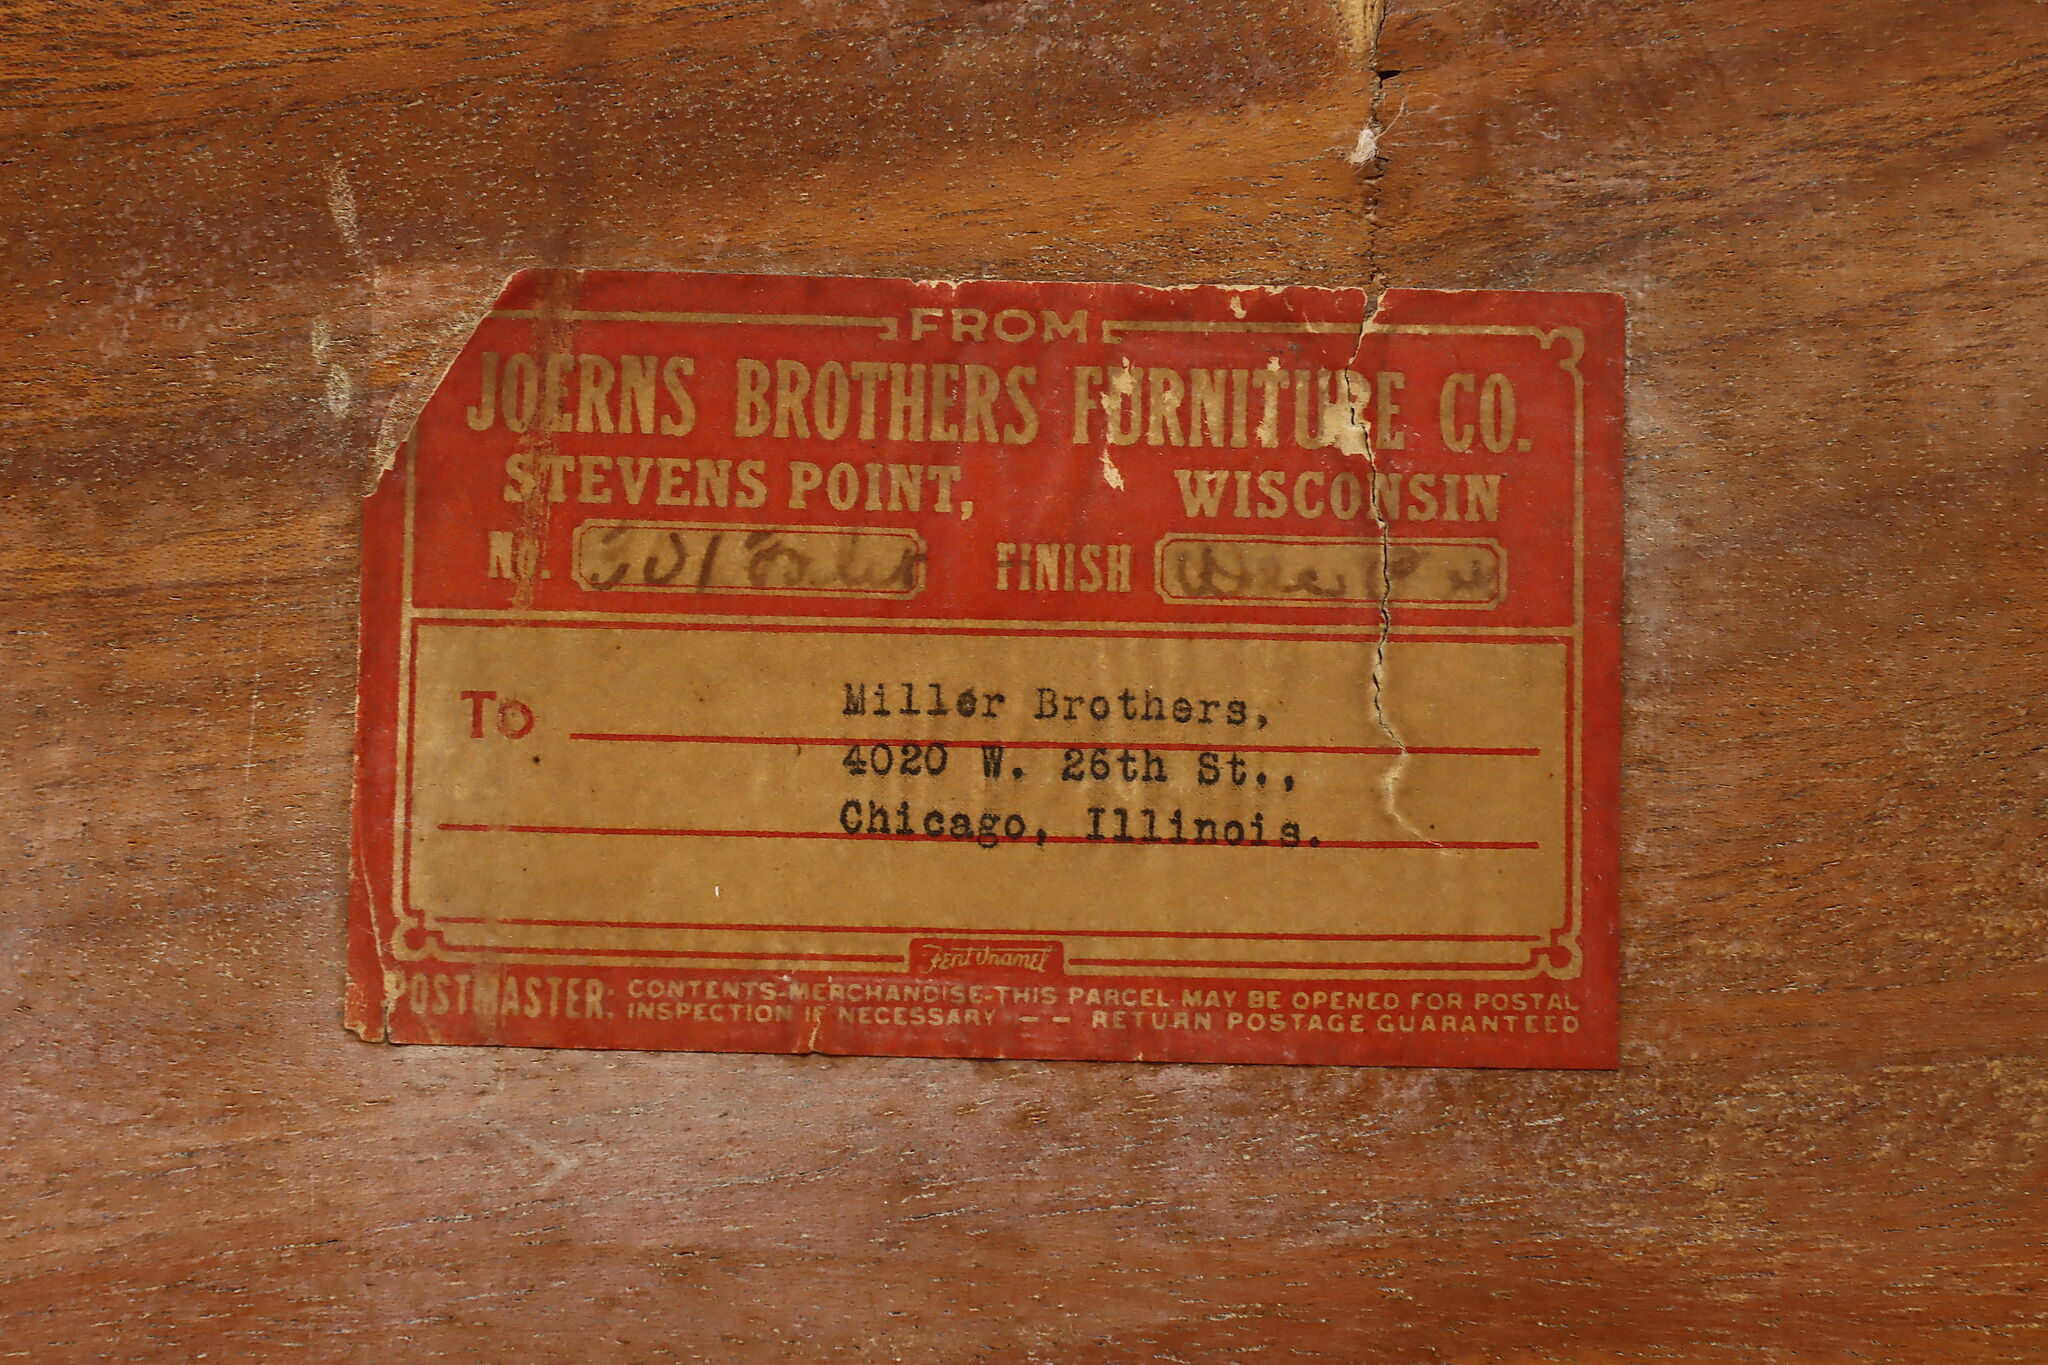 FROM
JOERNS BROTHERS FURNITURE CO.
STEVENS POINT, WISCONSIN
No. FINISH
To Miller Brothers,
4020 W. 26th St.,
Chicago, Illinois.
POSTMASTER: CONTENTS-MERCHANDISE-THIS PARCEL MAY BE OPENED FOR POSTAL
INSPECTION IF NECESSARY — — RETURN POSTAGE GUARANTEED